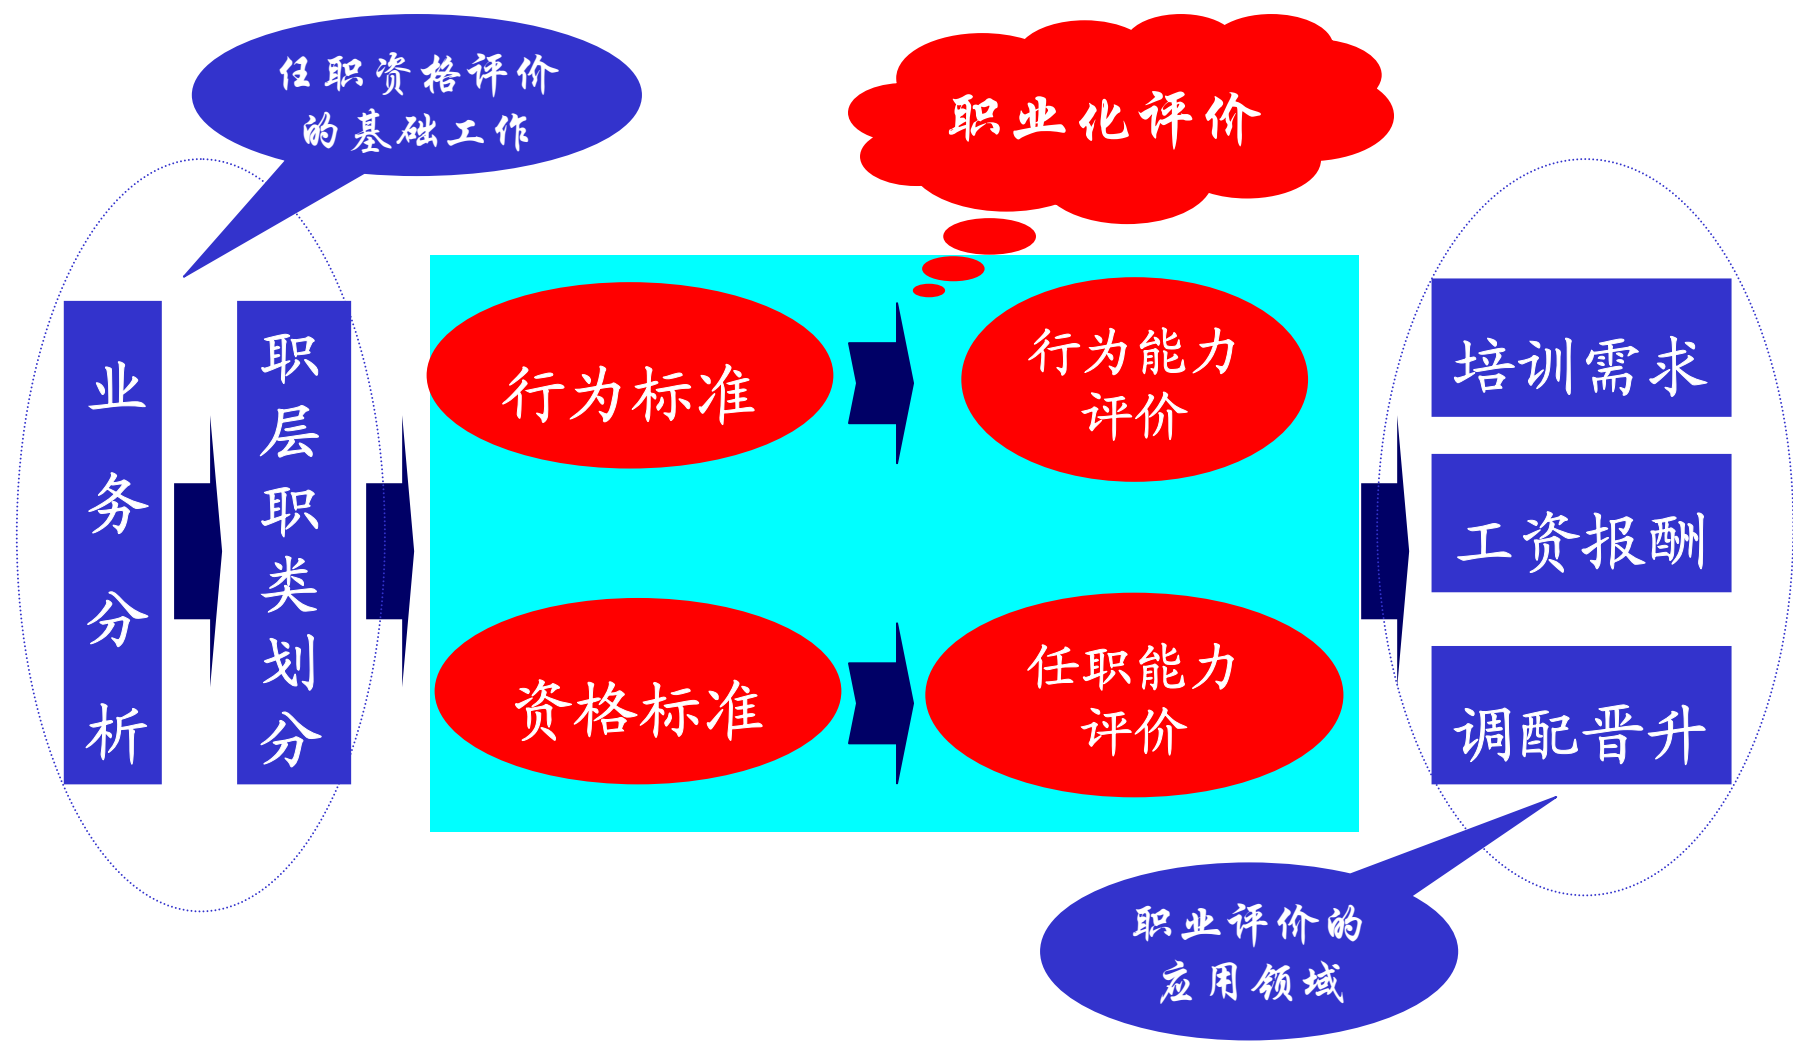 任职资格评价
的基础工作
职业化评价
业务分析
职层职类划分
行为标准
行为能力
评价
资格标准
任职能力
评价
培训需求
工资报酬
调配晋升
职业评价的
应用领域